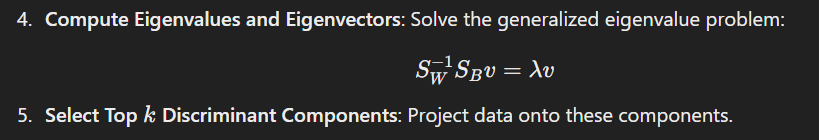 4. Compute Eigenvalues and Eigenvectors: Solve the generalized eigenvalue problem:
$S_W^{-1} S_B v = \lambda v$
5. Select Top $k$ Discriminant Components: Project data onto these components.